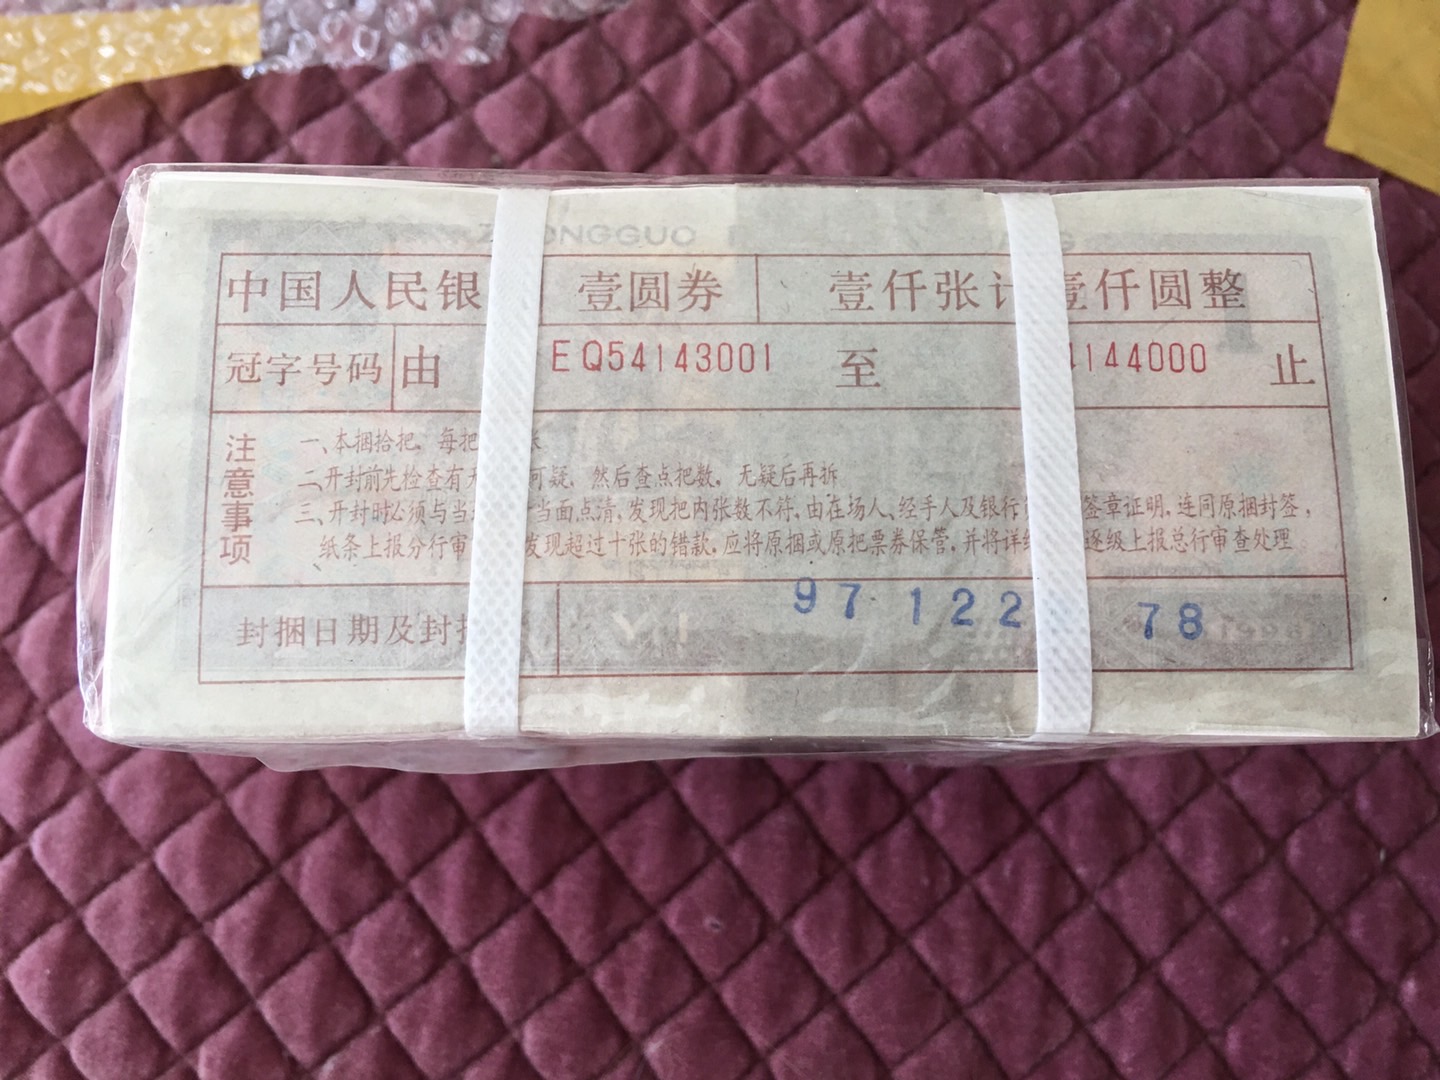 ONGGUO
中国人民银 壹圆券 壹仟张计壹仟圆整
冠字号码 由 EQ54143001 至 4144000 止
注意事项
一、本捆拾把，每把 张
二、开封前先检查有无 可疑，然后查点把数，无疑后再拆
三、开封时必须与当 当面点清，发现把内张数不符，由在场人、经手人及银行 签章证明，连同原捆封签，
纸条上报分行审 发现超过十张的错款，应将原捆或原把票券保管，并将详 逐级上报总行审查处理
封捆日期及封 97 122 78